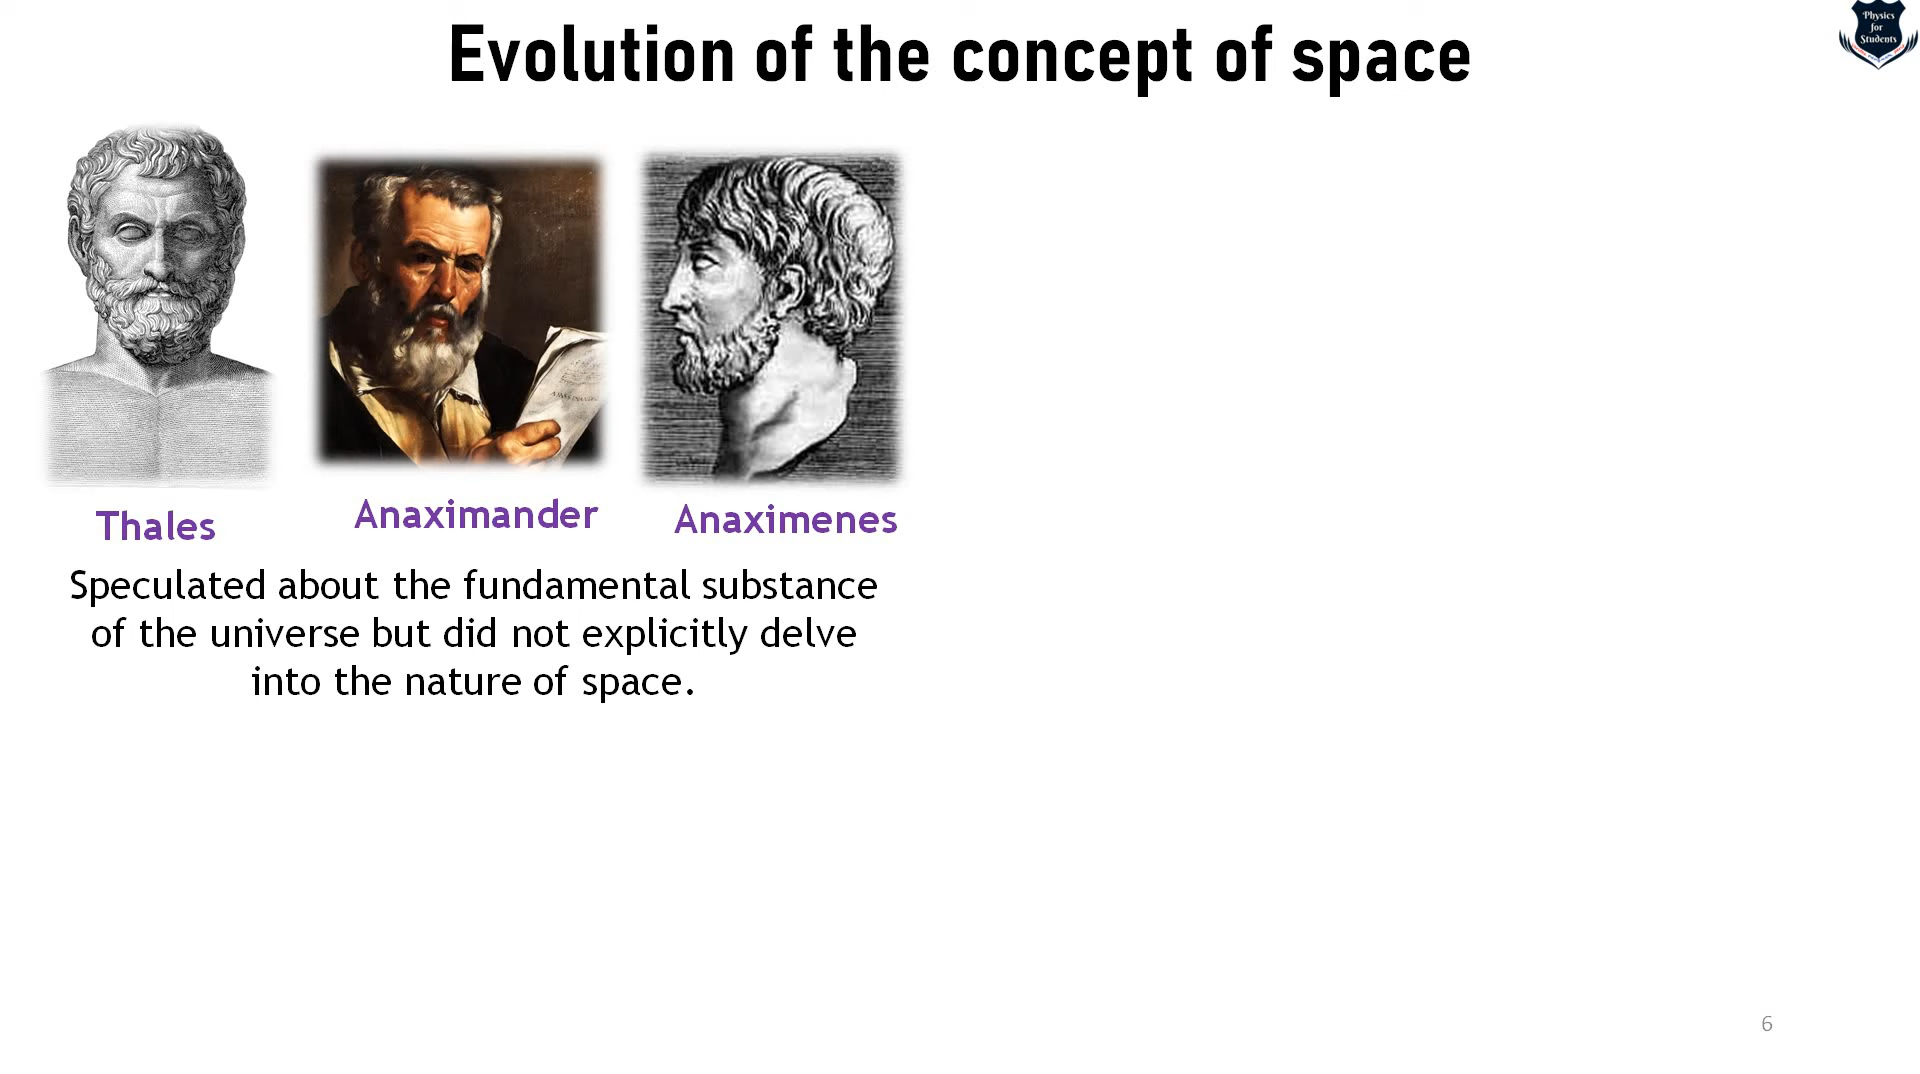 Evolution of the concept of space
Physics
for
Students
Thales
Anaximander
Anaximenes
Speculated about the fundamental substance
of the universe but did not explicitly delve
into the nature of space.
6